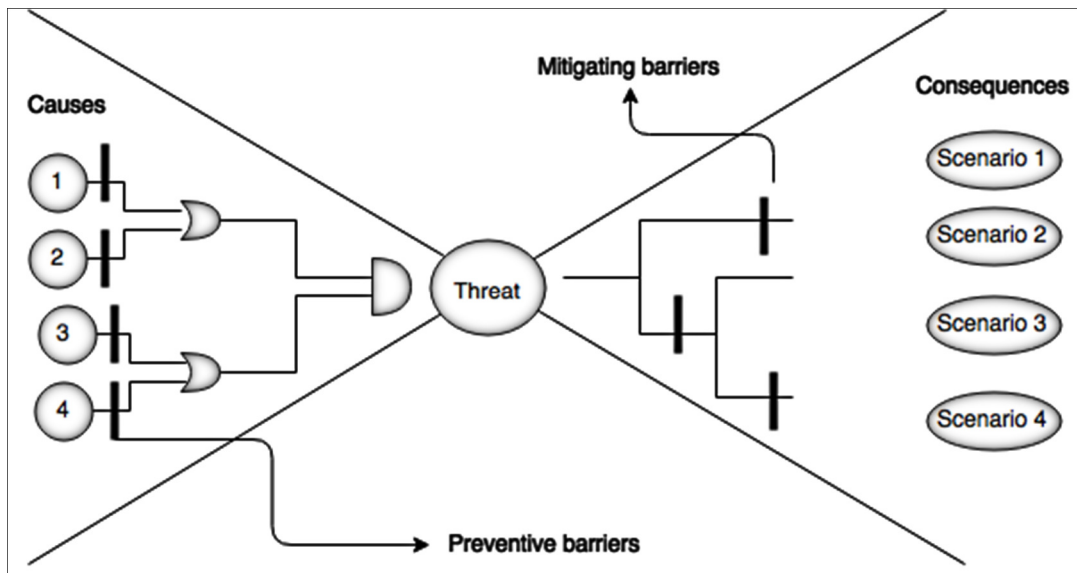 Mitigating barriers
Causes
Consequences
1
2
3
4
Threat
Scenario 1
Scenario 2
Scenario 3
Scenario 4
Preventive barriers